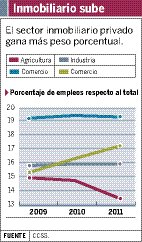 Inmobiliario sube
El sector inmobiliario privado
gana más peso porcentual.
Agricultura Industria
Comercio Comercio
Porcentaje de empleos respecto al total
20
19
18
17
16
15
14
13
2009 2010 2011
FUENTE CCSS.